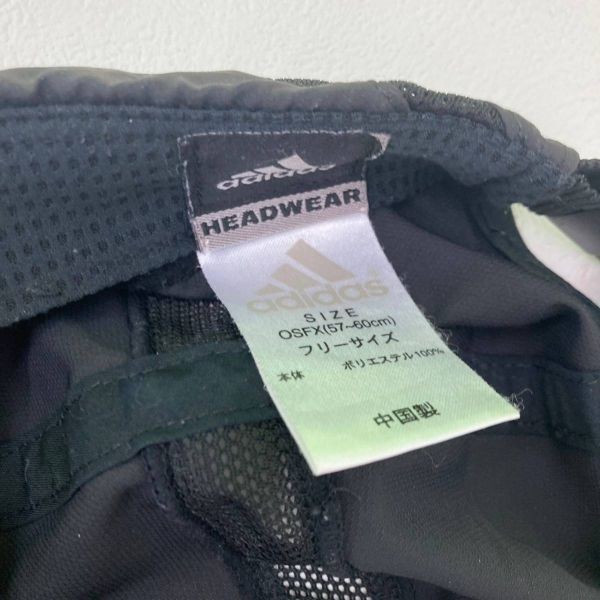 adidas
HEADWEAR
adidas
SIZE
OSFX(57~60cm)
フリーサイズ
本体 ポリエステル100%
中国製